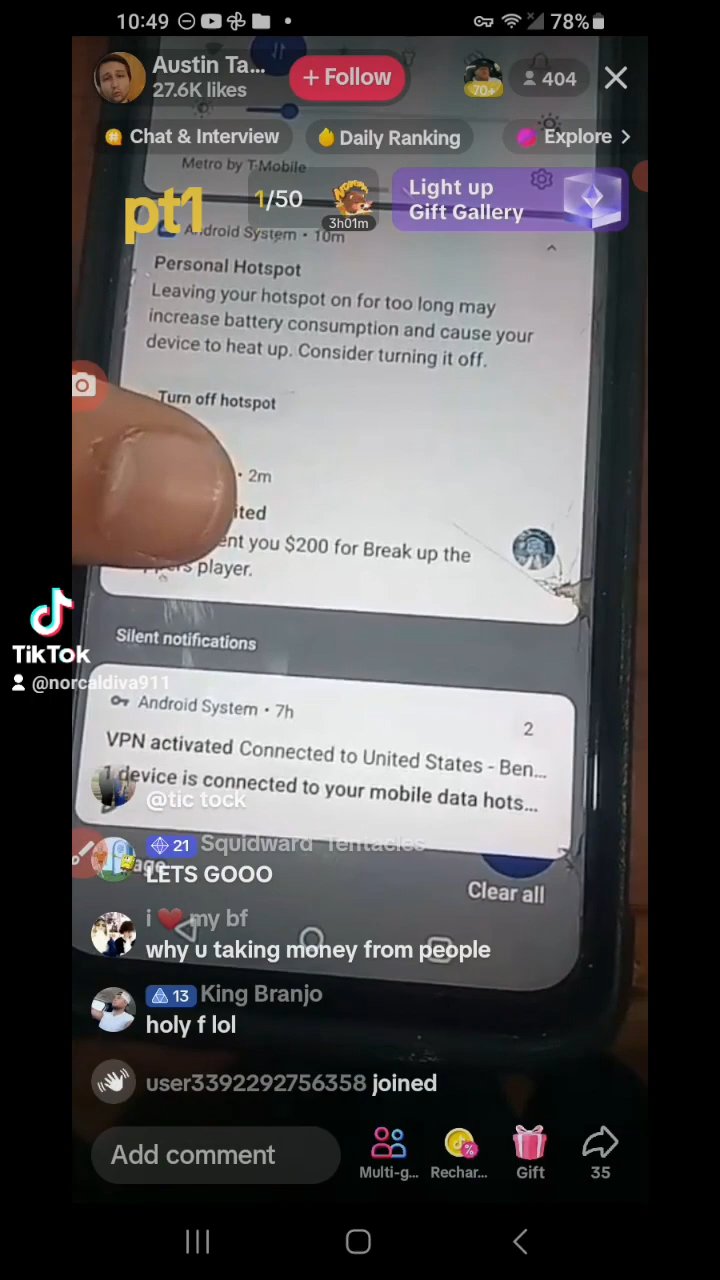 10:49
78%
Austin Ta...
+ Follow
27.6K likes
70+
404
Chat & Interview
Daily Ranking
Explore >
Metro by T-Mobile
pt1
1/50
3h01m
Light up
Gift Gallery
Android System • 10m
Personal Hotspot
Leaving your hotspot on for too long may
increase battery consumption and cause your
device to heat up. Consider turning it off.
Turn off hotspot
• 2m
ent you $200 for Break up the
player.
Silent notifications
TikTok
@norcaldiva911
Android System • 7h
2
VPN activated Connected to United States - Ben...
1 device is connected to your mobile data hots...
@tic tock
21 Squidward Tentacles
LETS GOOO
Clear all
i ❤️ my bf
why u taking money from people
13 King Branjo
holy f lol
user3392292756358 joined
Add comment
Multi-g...
Rechar...
Gift
35